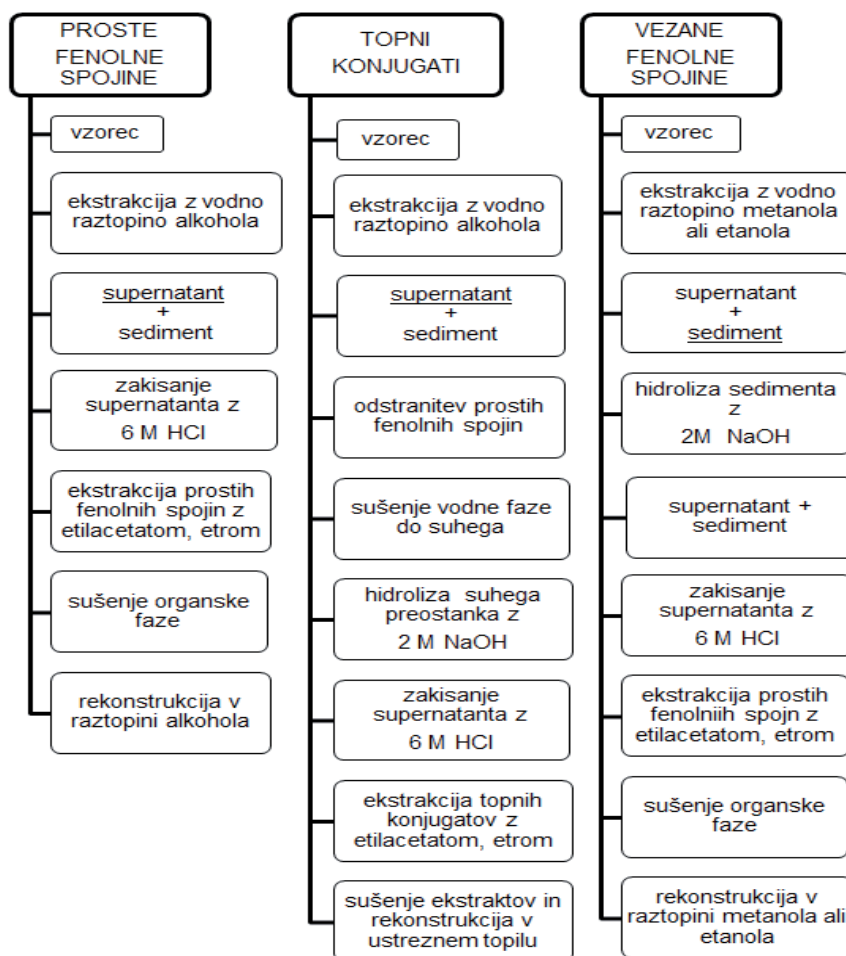 PROSTE
FENOLNE
SPOJINE
vzorec
ekstrakcija z vodno
raztopino alkohola
supernatant
+
sediment
zakisanje
supernatanta z
6 M HCl
ekstrakcija prostih
fenolnih spojin z
etilacetatom, etrom
sušenje organske
faze
rekonstrukcija v
raztopini alkohola
TOPNI
KONJUGATI
vzorec
ekstrakcija z vodno
raztopino alkohola
supernatant
+
sediment
odstranitev prostih
fenolnih spojin
sušenje vodne faze
do suhega
hidroliza suhega
preostanka z
2 M NaOH
zakisanje
supernatanta z
6 M HCl
ekstrakcija topnih
konjugatov z
etilacetatom, etrom
sušenje ekstraktov in
rekonstrukcija v
ustreznem topilu
VEZANE
FENOLNE
SPOJINE
vzorec
ekstrakcija z vodno
raztopino metanola
ali etanola
supernatant
+
sediment
hidroliza sedimenta
z
2M NaOH
supernatant +
sediment
zakisanje
supernatanta z
6 M HCl
ekstrakcija prostih
fenolniih spojn z
etilacetatom, etrom
sušenje organske
faze
rekonstrukcija v
raztopini metanola ali
etanola